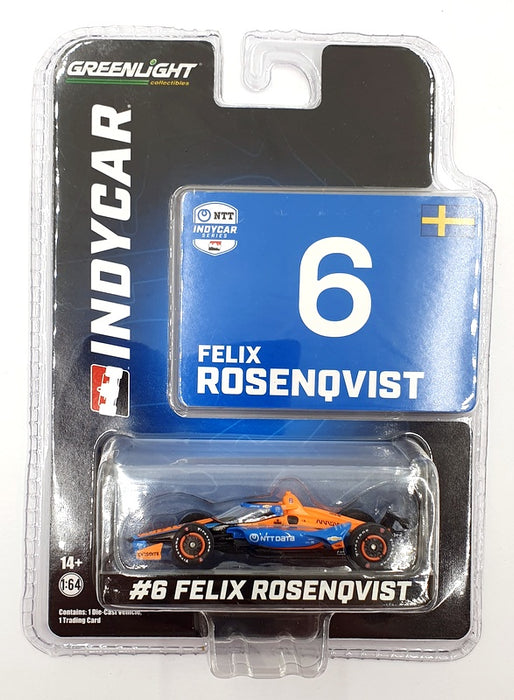 GREENLIGHT
collectibles
INDYCAR
NTT
INDYCAR
SERIES
6
FELIX
ROSENQVIST
NTT DATA
14+
1:64
#6 FELIX ROSENQVIST
Contains: 1 Die-Cast Vehicle,
1 Trading Card